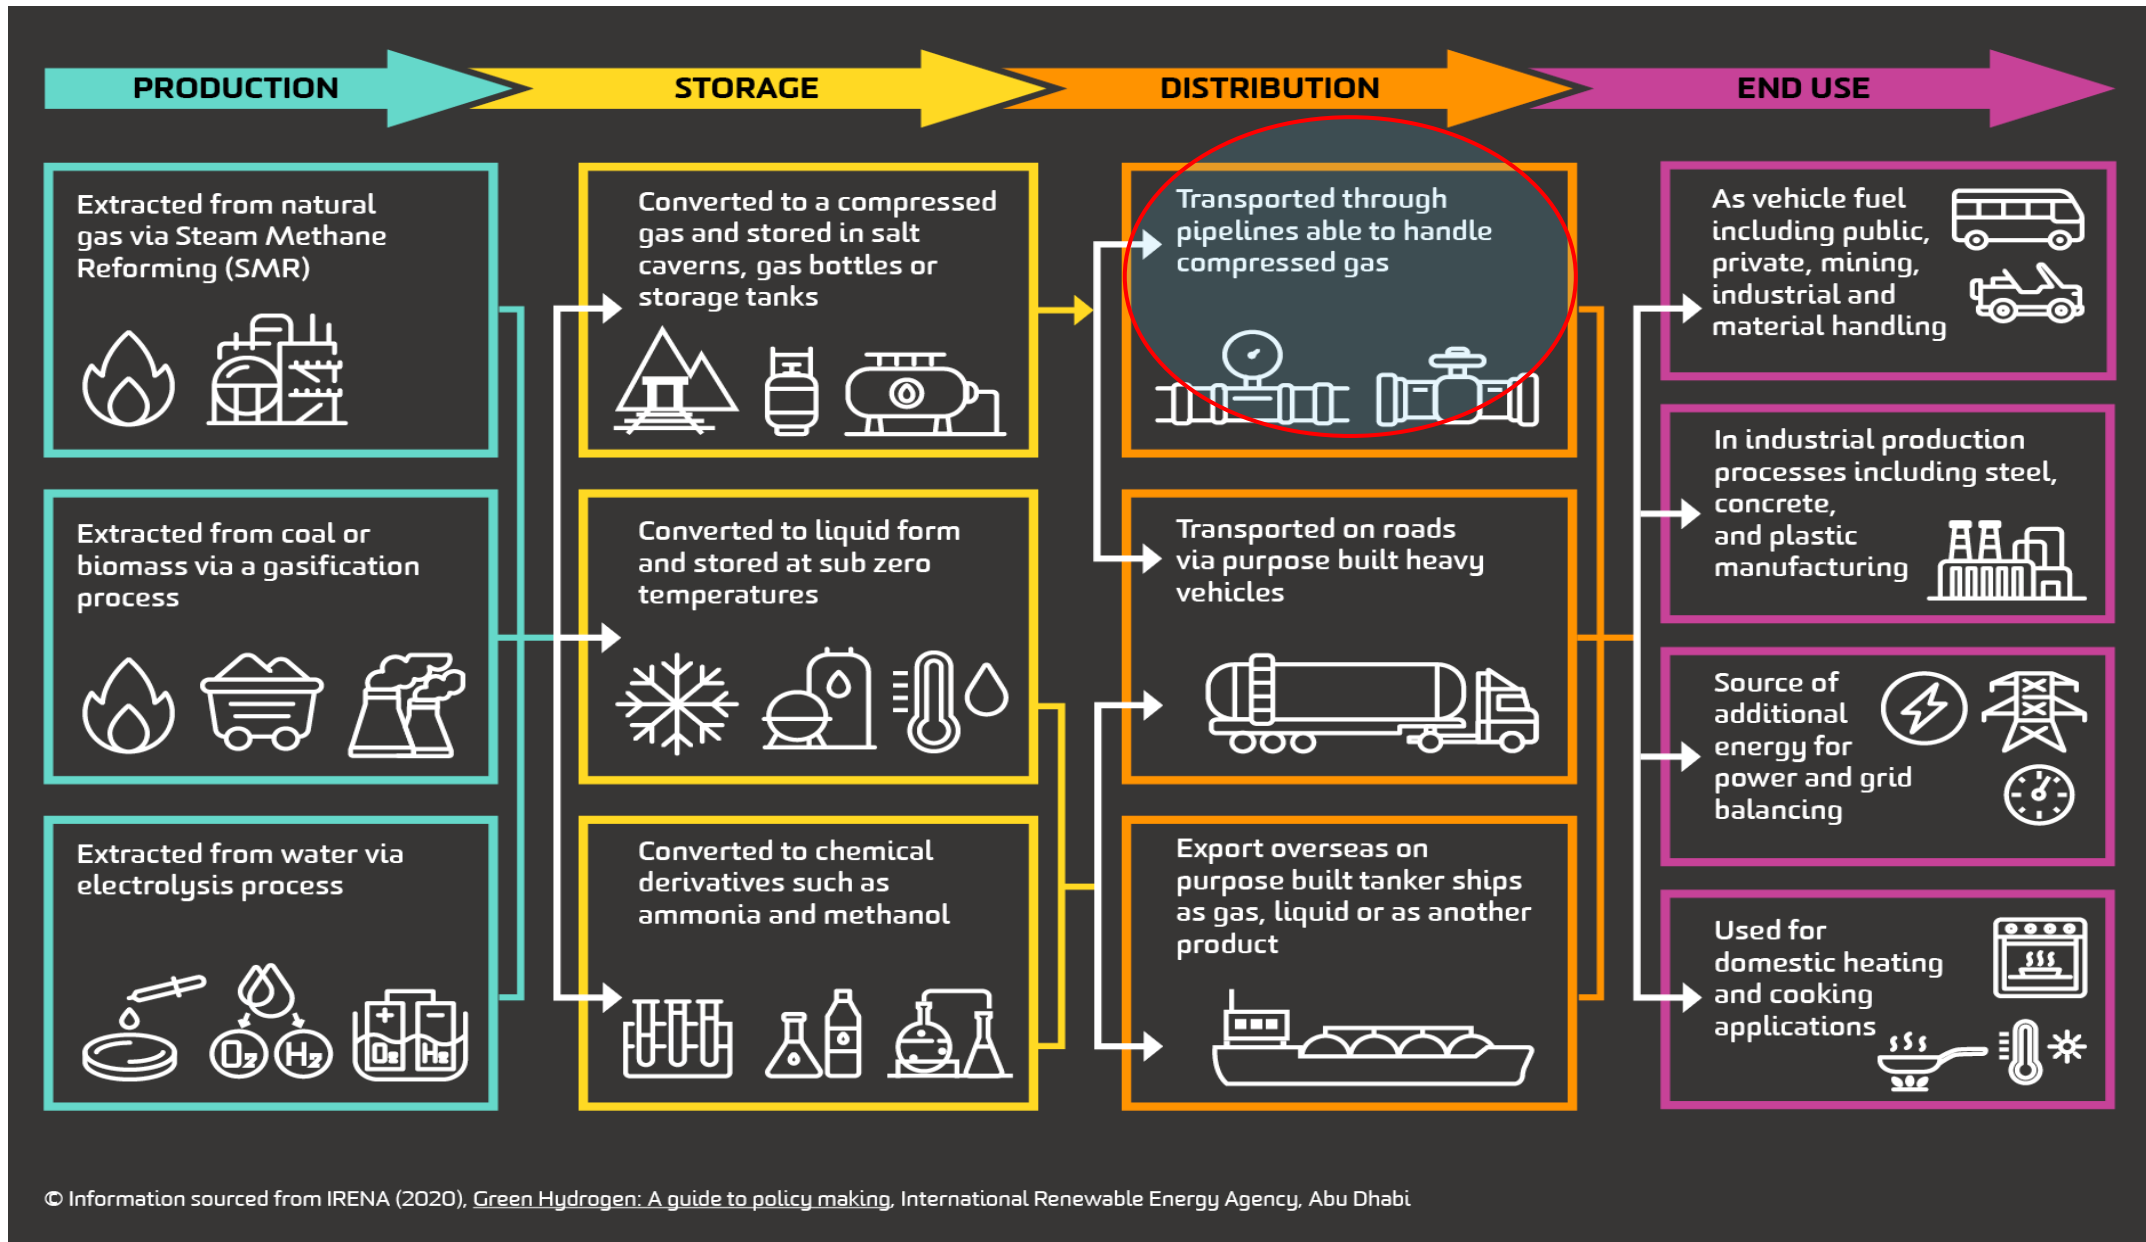 PRODUCTION
STORAGE
DISTRIBUTION
END USE
Extracted from natural
gas via Steam Methane
Reforming (SMR)
Extracted from coal or
biomass via a gasification
process
Extracted from water via
electrolysis process
O2
H2
+
-
O2
H2
Converted to a compressed
gas and stored in salt
caverns, gas bottles or
storage tanks
Converted to liquid form
and stored at sub zero
temperatures
Converted to chemical
derivatives such as
ammonia and methanol
Transported through
pipelines able to handle
compressed gas
Transported on roads
via purpose built heavy
vehicles
Export overseas on
purpose built tanker ships
as gas, liquid or as another
product
As vehicle fuel
including public,
private, mining,
industrial and
material handling
In industrial production
processes including steel,
concrete,
and plastic
manufacturing
Source of
additional
energy for
power and grid
balancing
Used for
domestic heating
and cooking
applications
© Information sourced from IRENA (2020), Green Hydrogen: A guide to policy making, International Renewable Energy Agency, Abu Dhabi